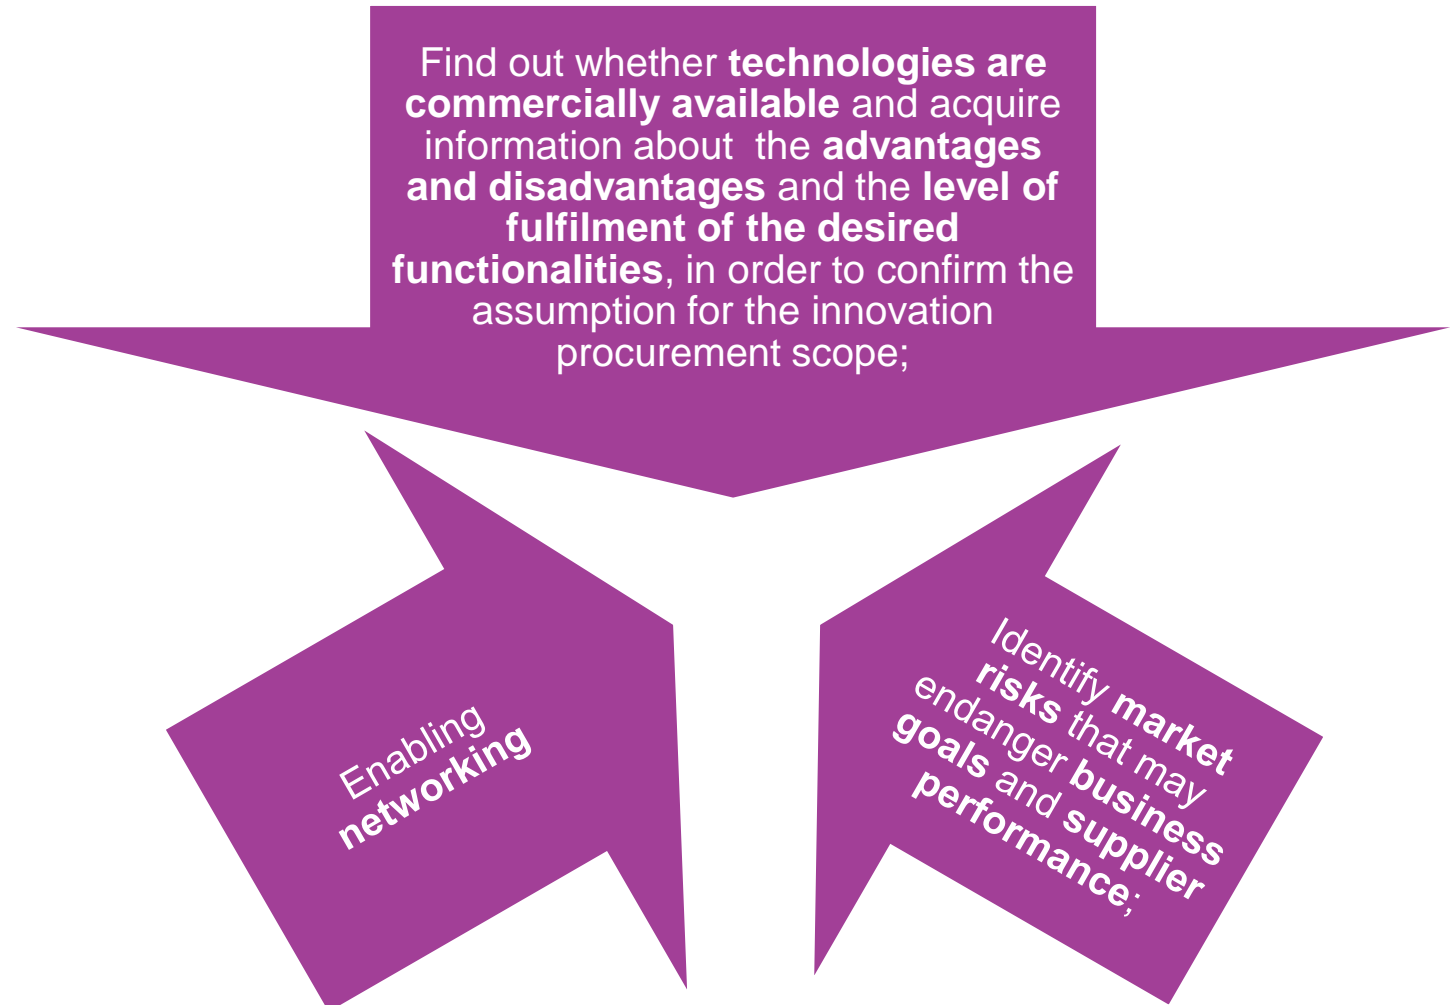 Find out whether technologies are
commercially available and acquire
information about the advantages
and disadvantages and the level of
fulfilment of the desired
functionalities, in order to confirm the
assumption for the innovation
procurement scope;
Enabling
networking
Identify market
risks that may
endanger business
goals and supplier
performance;